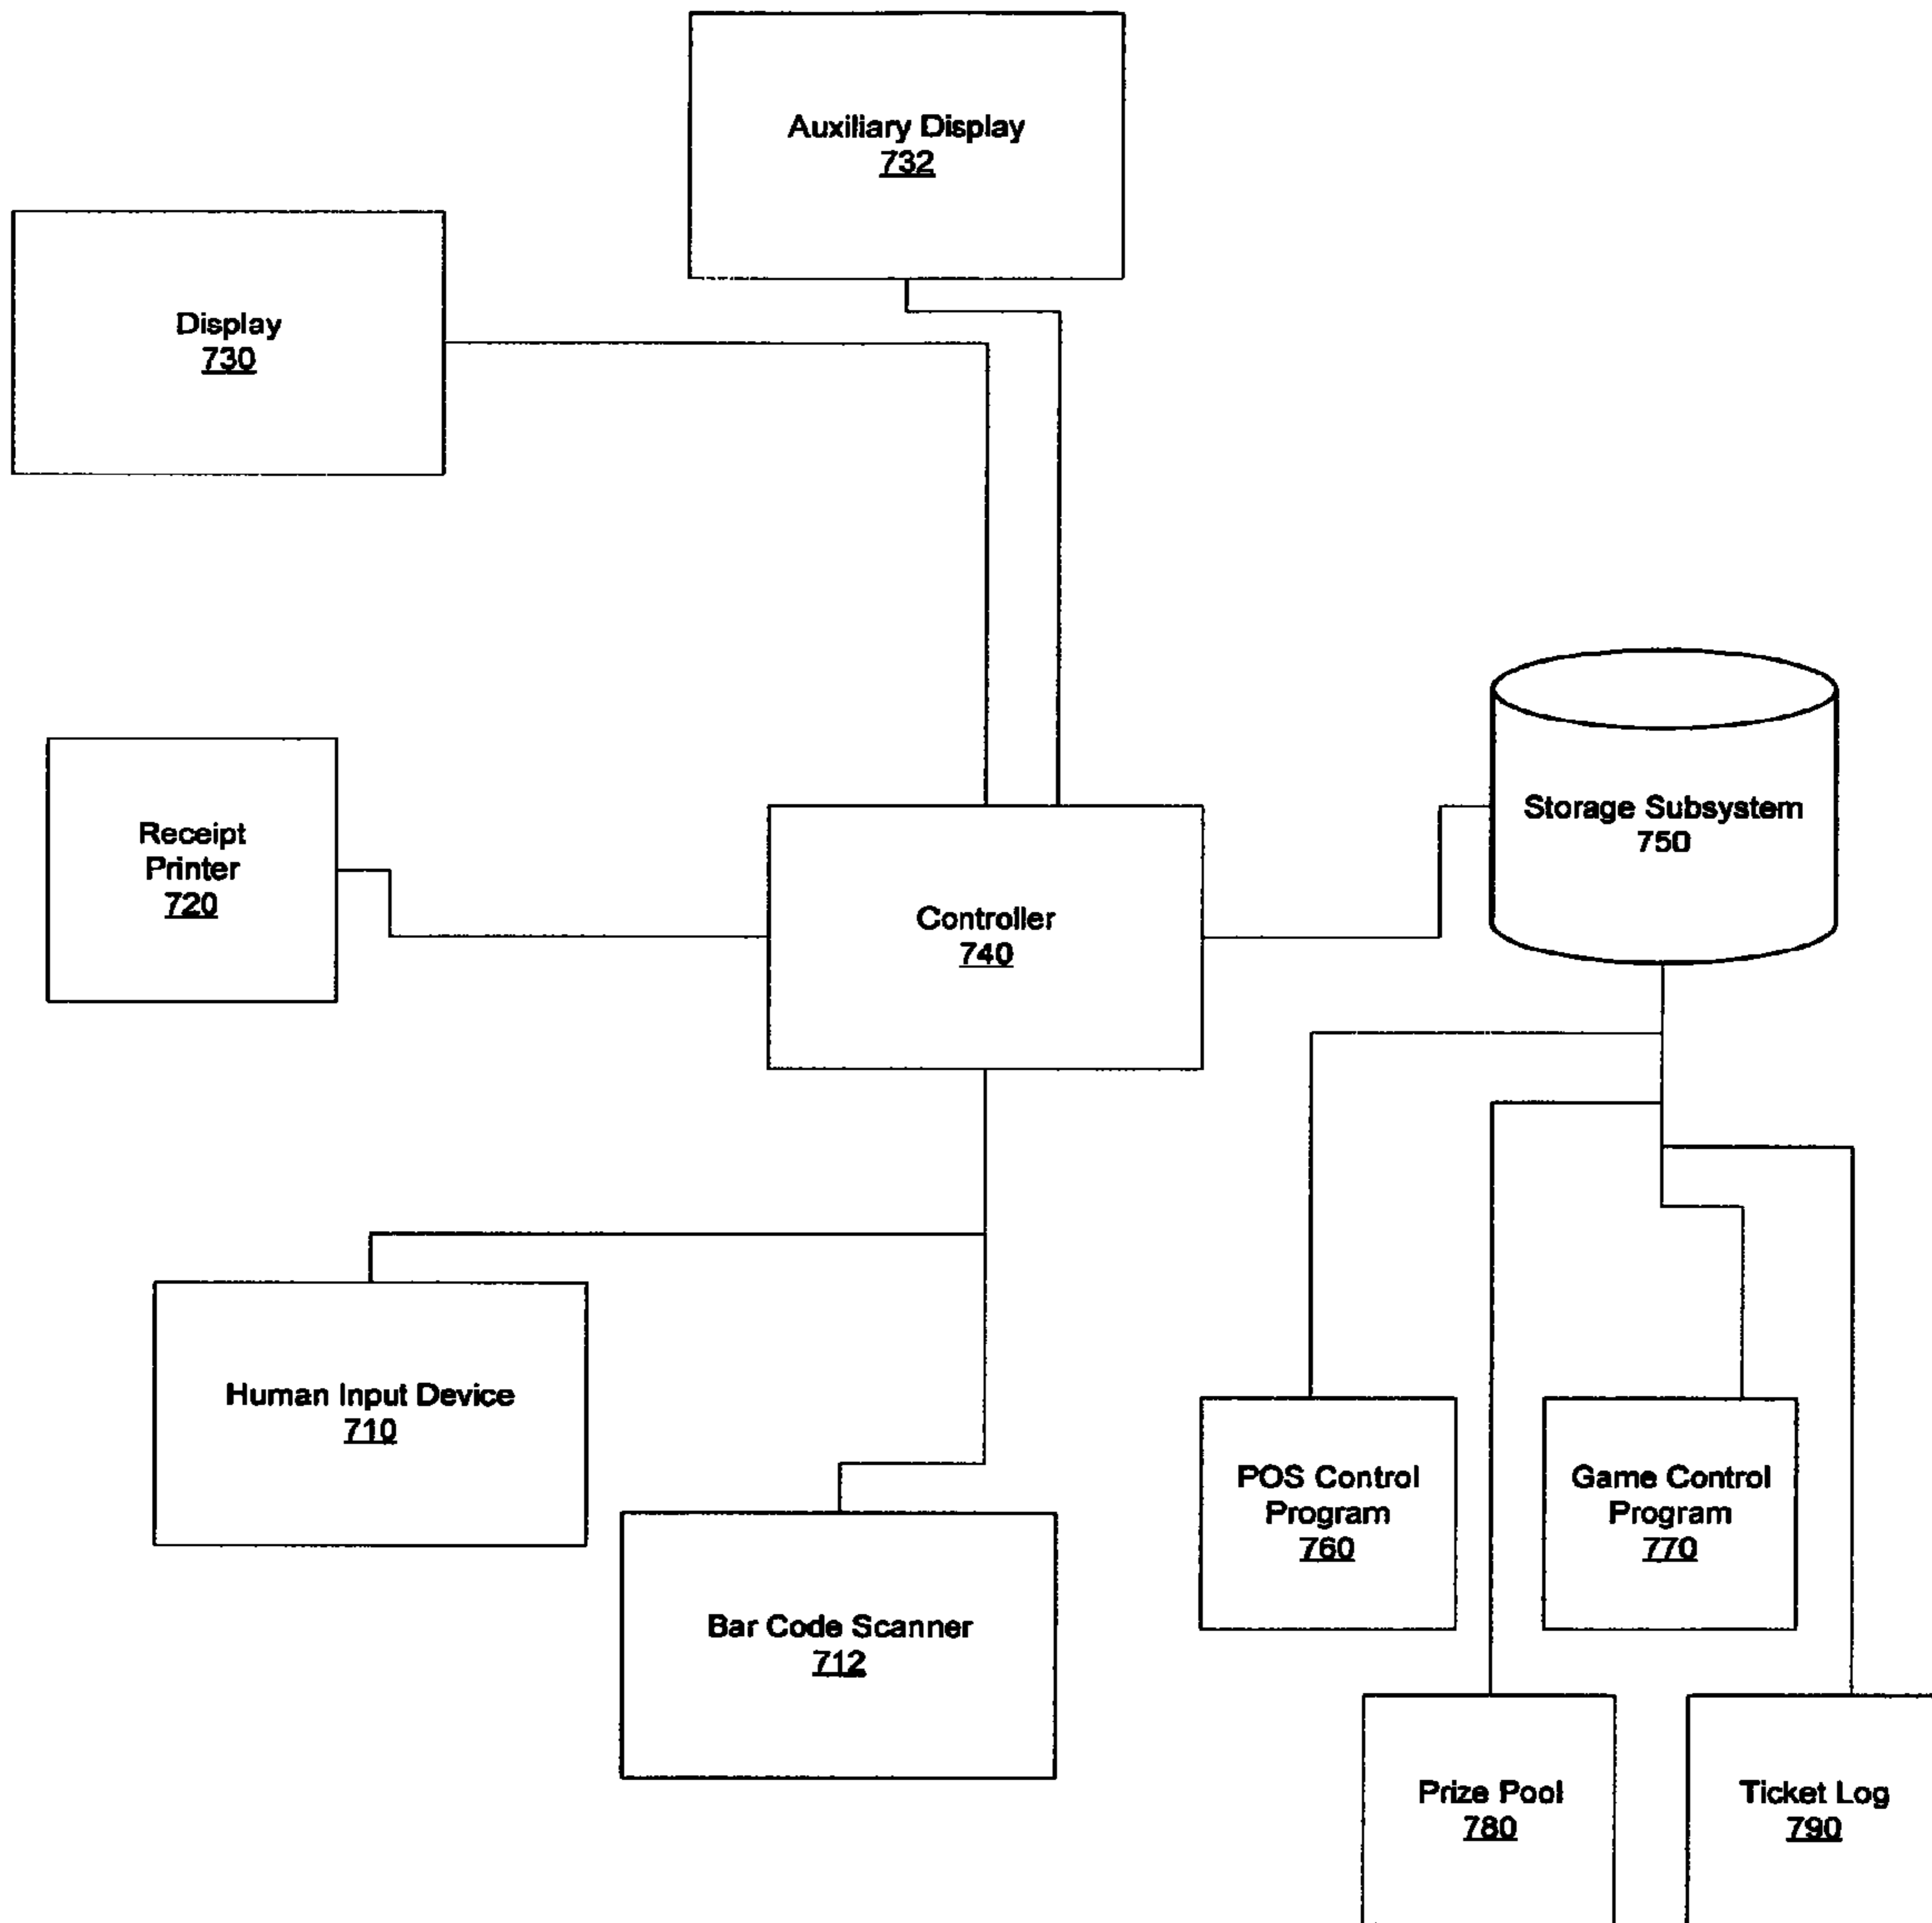 Auxiliary Display
732
Display
730
Storage Subsystem
750
Receipt
Printer
720
Controller
740
Human Input Device
710
POS Control
Program
760
Game Control
Program
770
Bar Code Scanner
712
Prize Pool
780
Ticket Log
790